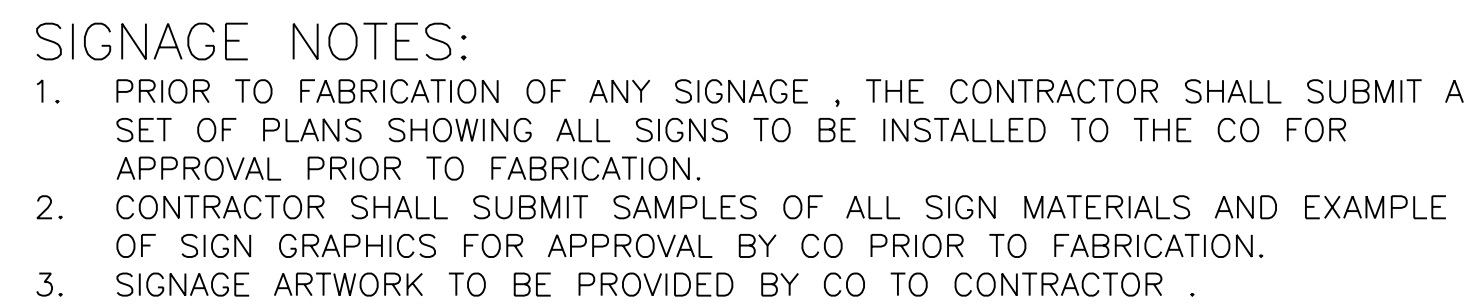 SIGNAGE NOTES:
1. PRIOR TO FABRICATION OF ANY SIGNAGE , THE CONTRACTOR SHALL SUBMIT A
SET OF PLANS SHOWING ALL SIGNS TO BE INSTALLED TO THE CO FOR
APPROVAL PRIOR TO FABRICATION.
2. CONTRACTOR SHALL SUBMIT SAMPLES OF ALL SIGN MATERIALS AND EXAMPLE
OF SIGN GRAPHICS FOR APPROVAL BY CO PRIOR TO FABRICATION.
3. SIGNAGE ARTWORK TO BE PROVIDED BY CO TO CONTRACTOR .